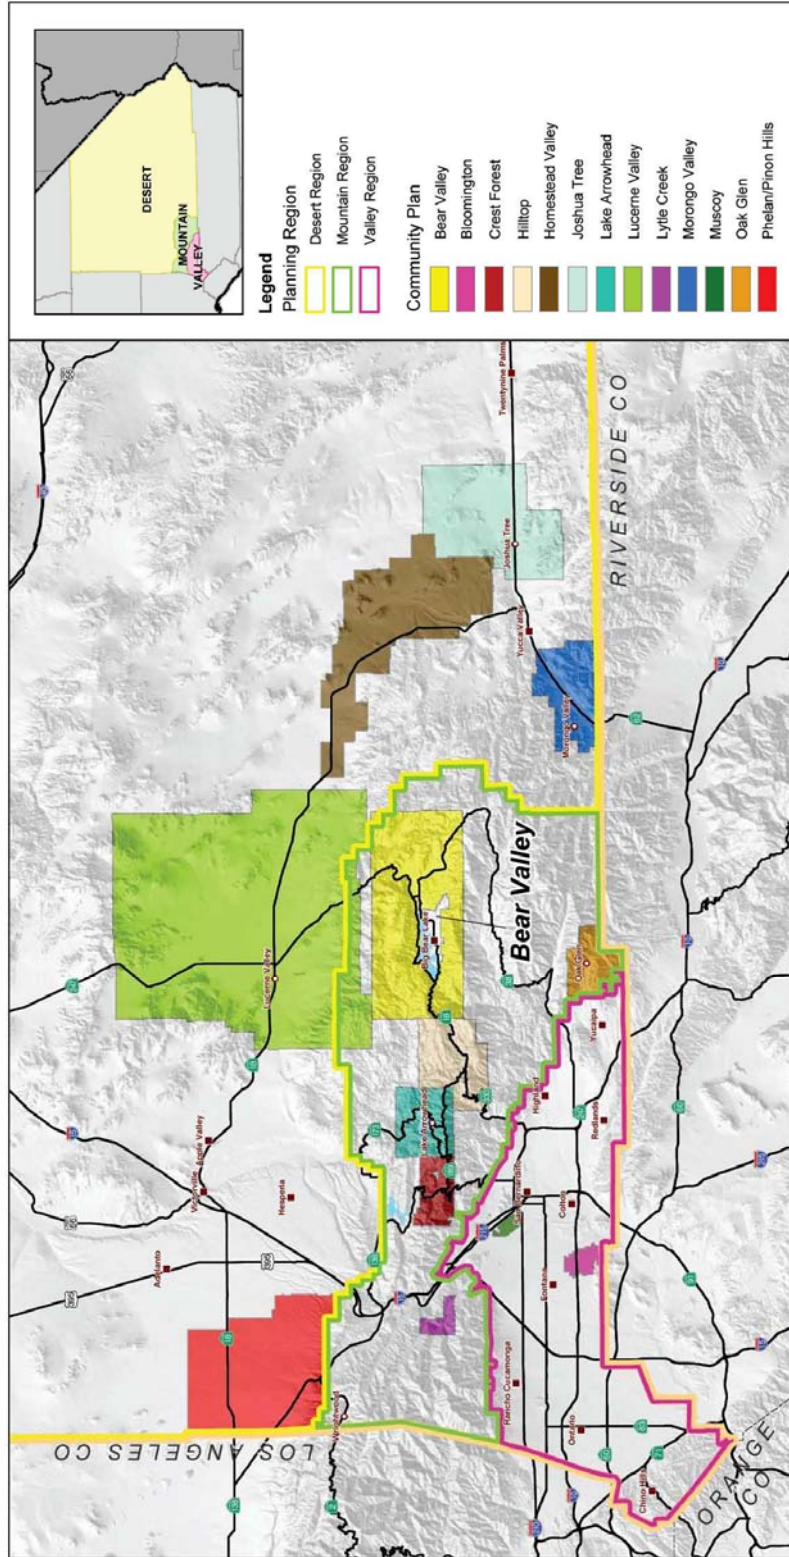 DESERT
MOUNTAIN
VALLEY
Legend
Planning Region
Desert Region
Mountain Region
Valley Region
Community Plan
Bear Valley
Bloomington
Crest Forest
Hilltop
Homestead Valley
Joshua Tree
Lake Arrowhead
Lucerne Valley
Lytle Creek
Morongo Valley
Muscoy
Oak Glen
Phelan/Pinon Hills
LOS ANGELES CO
RIVERSIDE CO
ORANGE
CO
Bear Valley
Adelanto
Victorville
Apple Valley
Hesperia
Lucerne Valley
Wrightwood
Lake Arrowhead
Big Bear Lake
Twentynine Palms
Joshua Tree
Yucca Valley
Morongo Valley
Rancho Cucamonga
Fontana
San Bernardino
Highland
Colton
Redlands
Yucaipa
Oak Glen
Ontario
Chino Hills
395
395
18